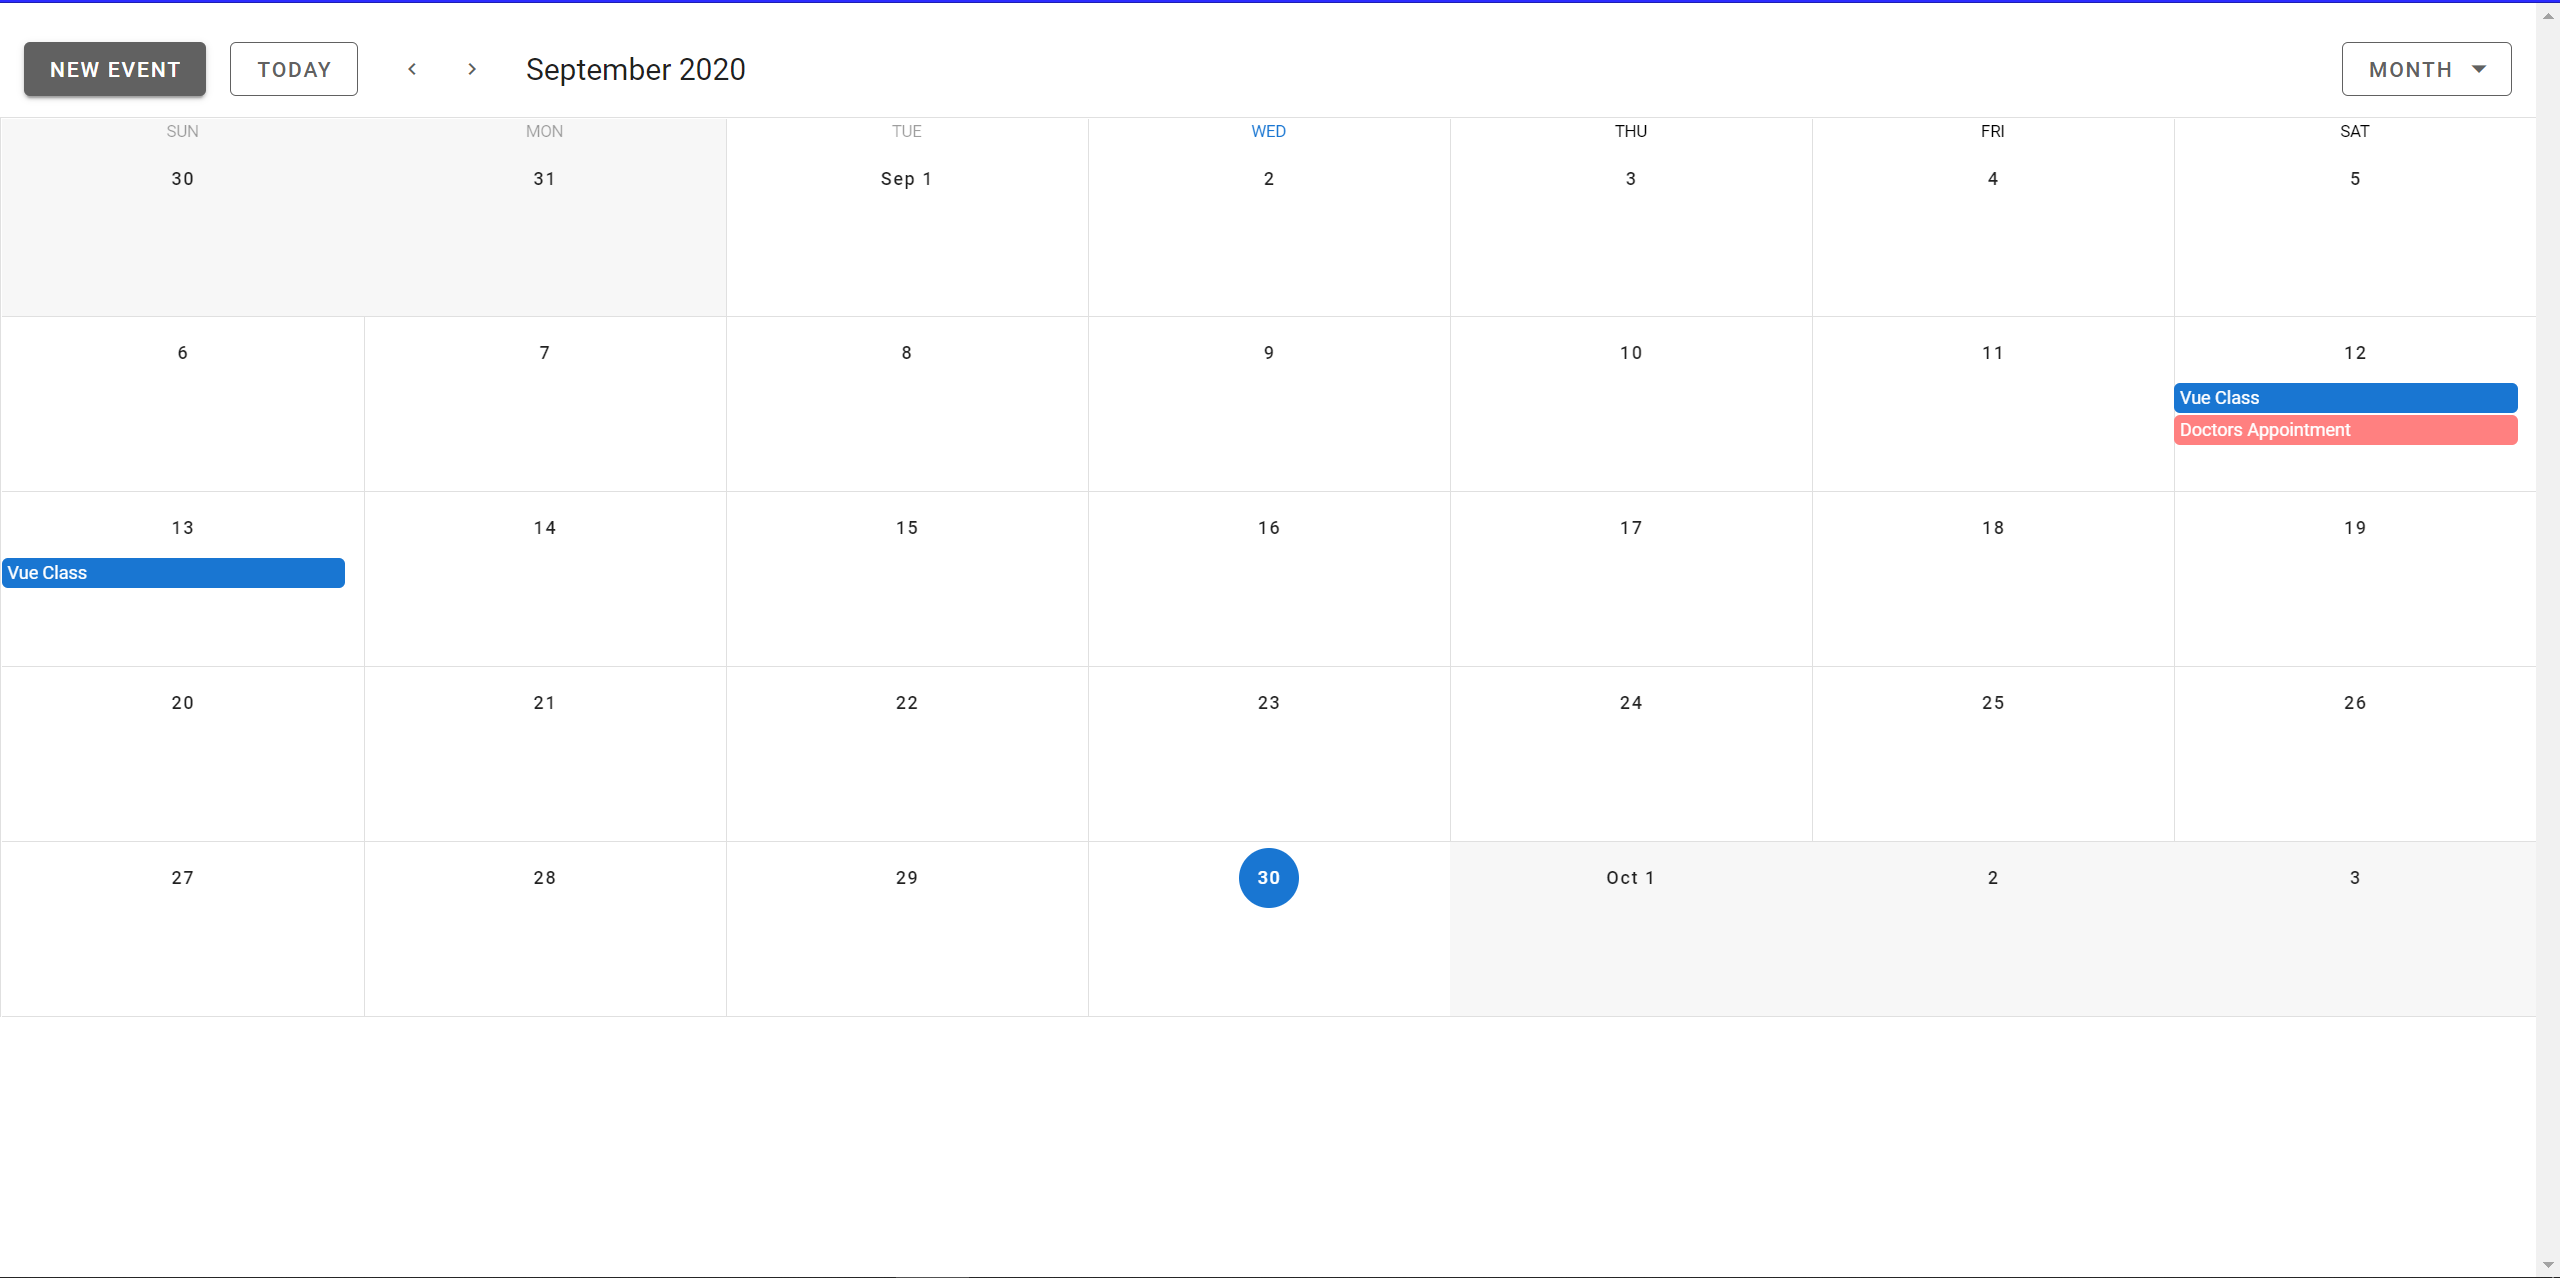 NEW EVENT TODAY September 2020 MONTH
SUN MON TUE WED THU FRI SAT
30 31 Sep 1 2 3 4 5
6 7 8 9 10 11 12
Vue Class
Doctors Appointment
13 14 15 16 17 18 19
Vue Class
20 21 22 23 24 25 26
27 28 29 30 Oct 1 2 3